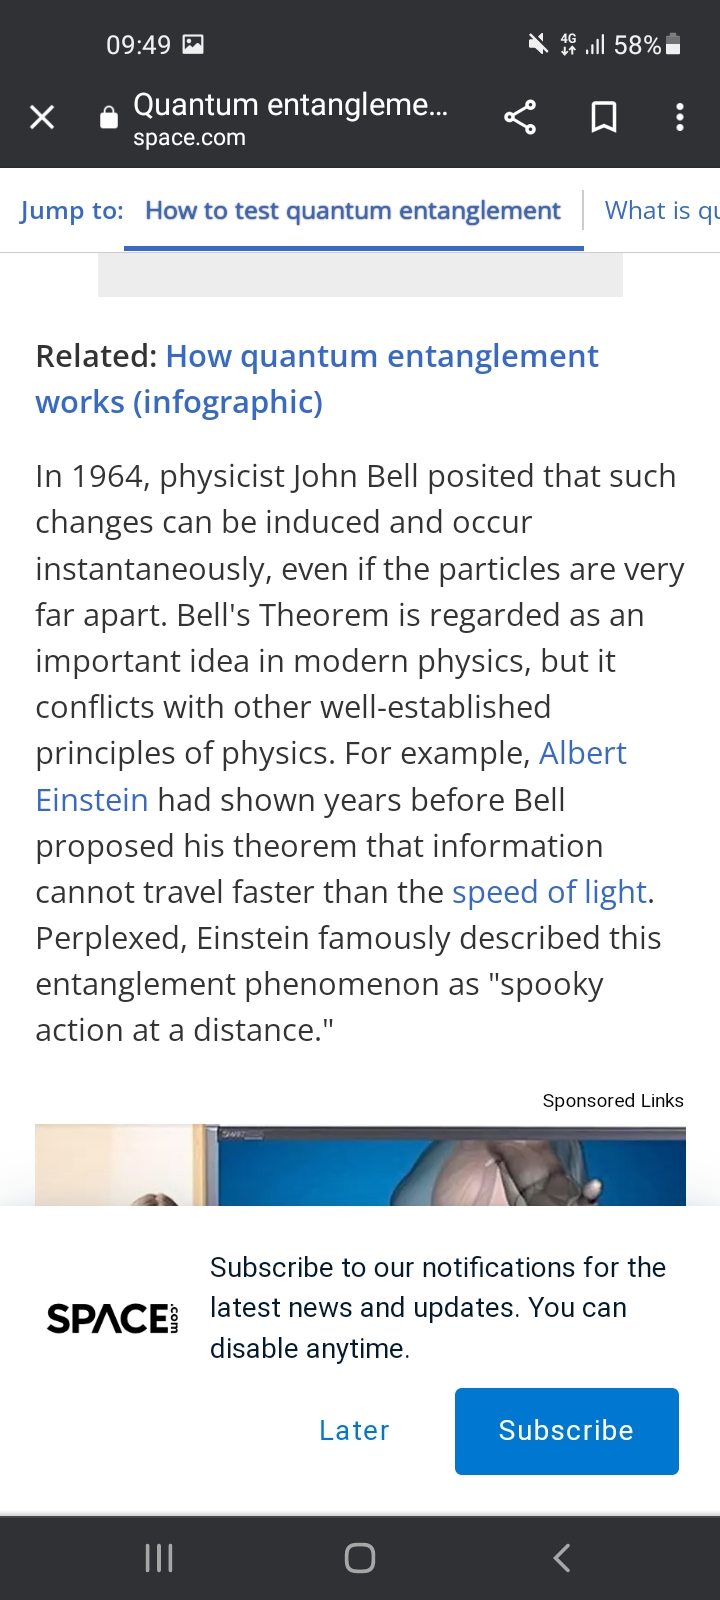 09:49 4G 58%
Quantum entangleme...
space.com
Jump to: How to test quantum entanglement What is qu
Related: How quantum entanglement
works (infographic)
In 1964, physicist John Bell posited that such
changes can be induced and occur
instantaneously, even if the particles are very
far apart. Bell's Theorem is regarded as an
important idea in modern physics, but it
conflicts with other well-established
principles of physics. For example, Albert
Einstein had shown years before Bell
proposed his theorem that information
cannot travel faster than the speed of light.
Perplexed, Einstein famously described this
entanglement phenomenon as "spooky
action at a distance."
Sponsored Links
Subscribe to our notifications for the
latest news and updates. You can
disable anytime.
SPACE.com
Later Subscribe